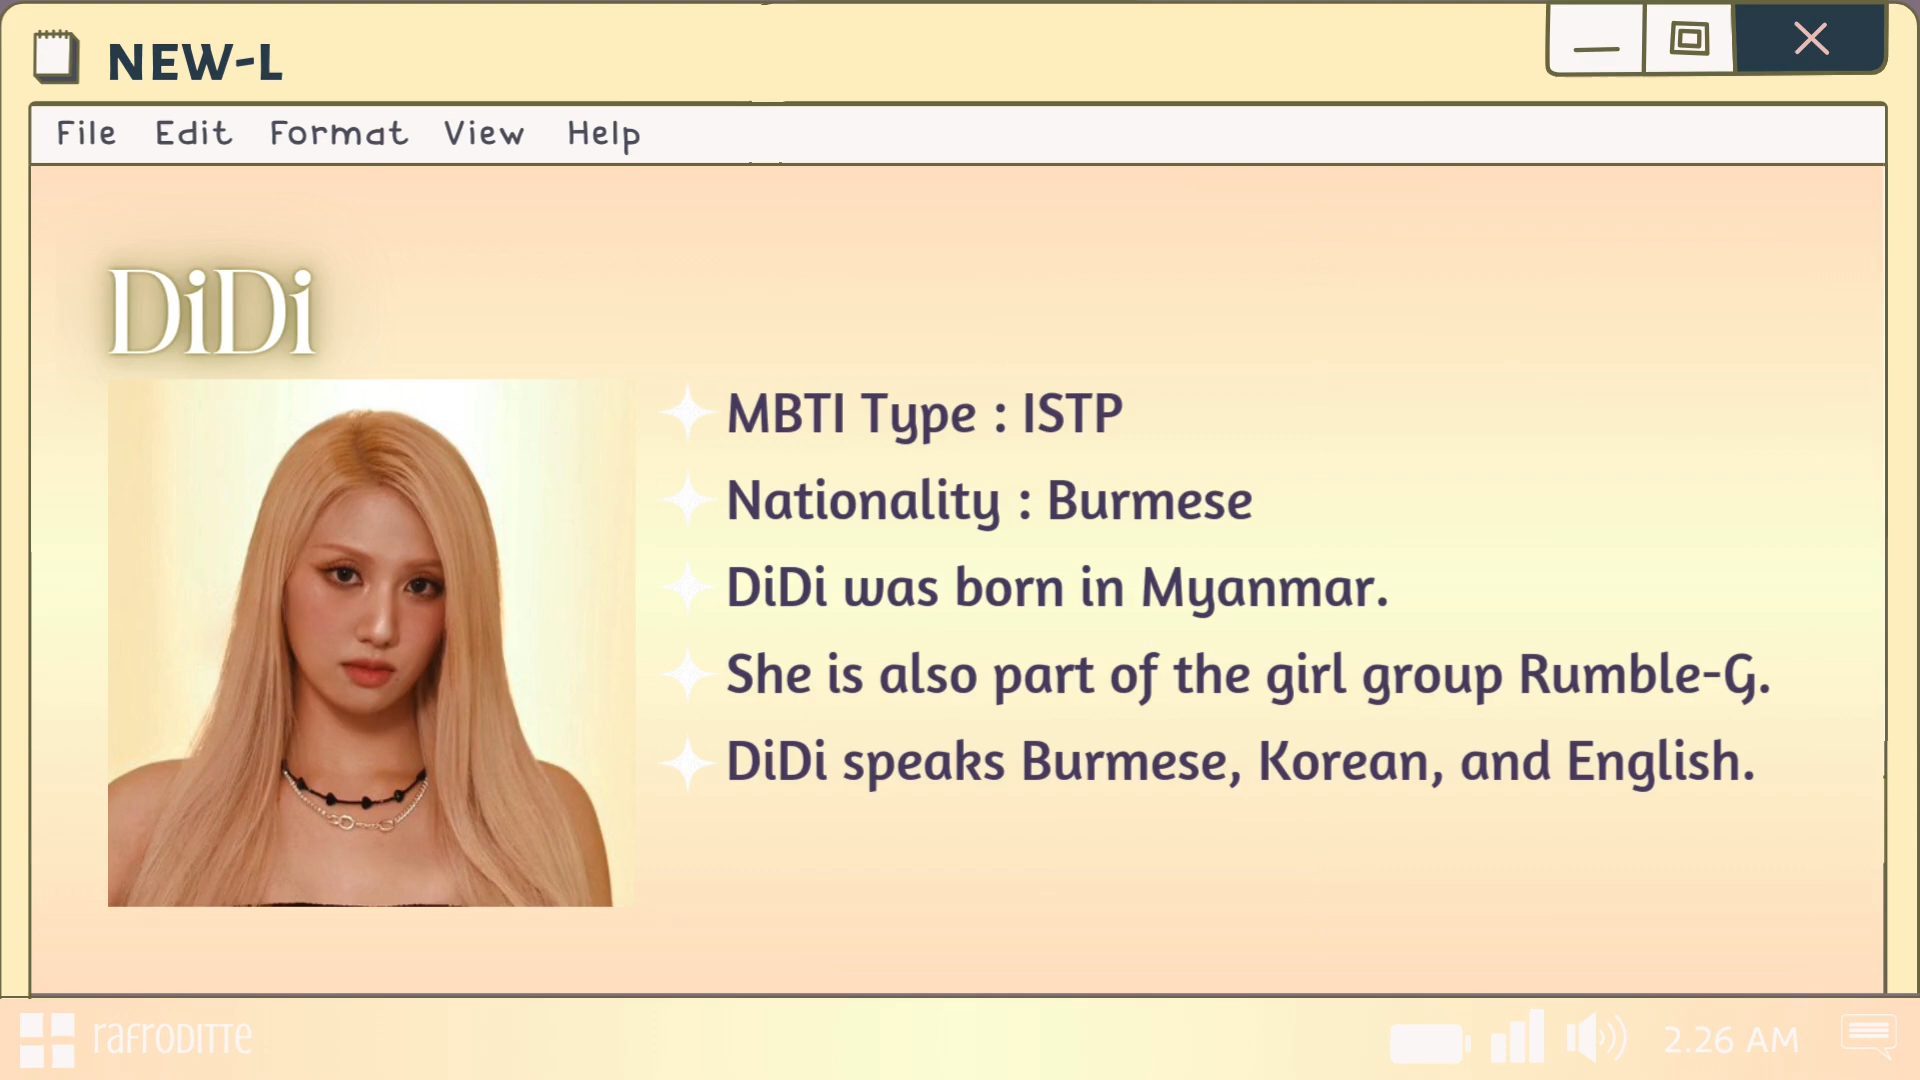 NEW-L
File Edit Format View Help
DiDi
MBTI Type : ISTP
Nationality : Burmese
DiDi was born in Myanmar.
She is also part of the girl group Rumble-G.
DiDi speaks Burmese, Korean, and English.
rafroditte 2.26 AM